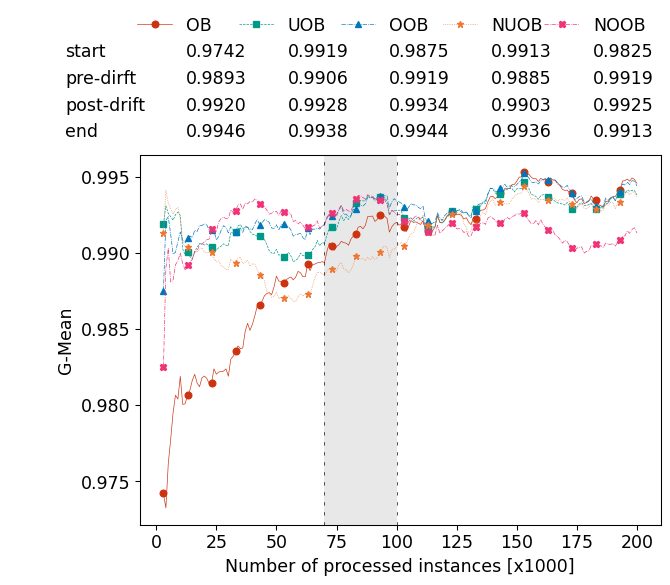 OB UOB OOB NUOB NOOB
start 0.9742 0.9919 0.9875 0.9913 0.9825
pre-dirft 0.9893 0.9906 0.9919 0.9885 0.9919
post-drift 0.9920 0.9928 0.9934 0.9903 0.9925
end 0.9946 0.9938 0.9944 0.9936 0.9913
0.995
0.990
0.985
0.980
0.975
G-Mean
0 25 50 75 100 125 150 175 200
Number of processed instances [x1000]